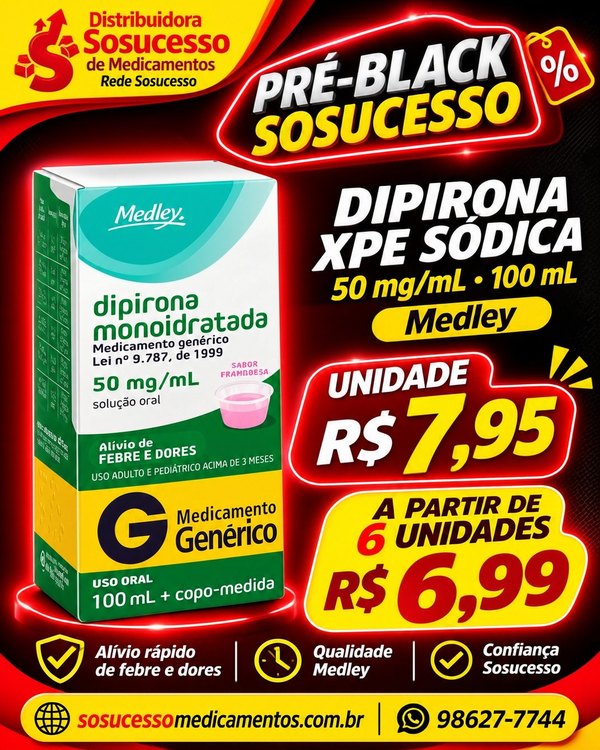 Distribuidora
Sosucesso
de Medicamentos
Rede Sosucesso
PRÉ-BLACK
SOSUCESSO
%
Medley.
dipirona
monoidratada
Medicamento genérico
Lei nº 9.787, de 1999
50 mg/mL
solução oral
SABOR
FRAMBOESA
Alívio de
FEBRE E DORES
USO ADULTO E PEDIÁTRICO ACIMA DE 3 MESES
G Medicamento
Genérico
USO ORAL
100 mL + copo-medida
DIPIRONA
XPE SÓDICA
50 mg/mL • 100 mL
Medley
UNIDADE
R$ 7,95
A PARTIR DE
6 UNIDADES
R$ 6,99
Alívio rápido
de febre e dores
Qualidade
Medley
Confiança
Sosucesso
sosucessomedicamentos.com.br
98627-7744